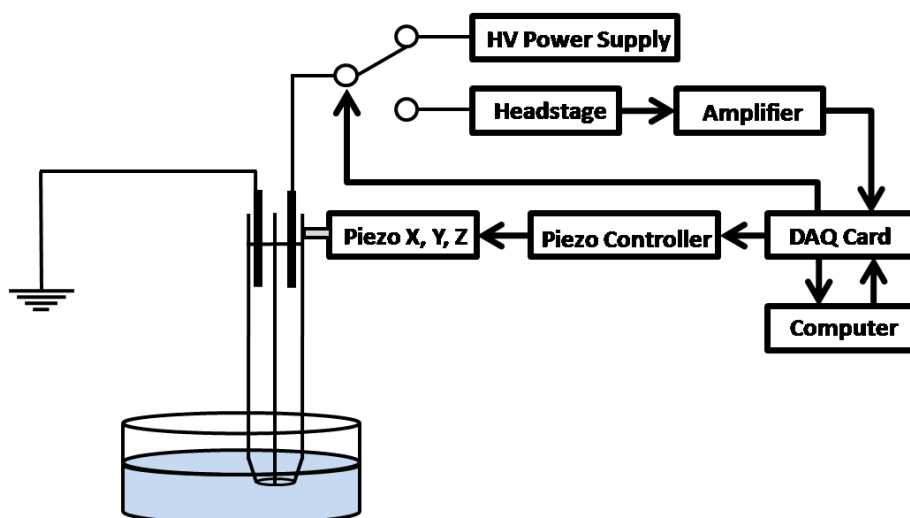 HV Power Supply
Headstage
Amplifier
Piezo X, Y, Z
Piezo Controller
DAQ Card
Computer